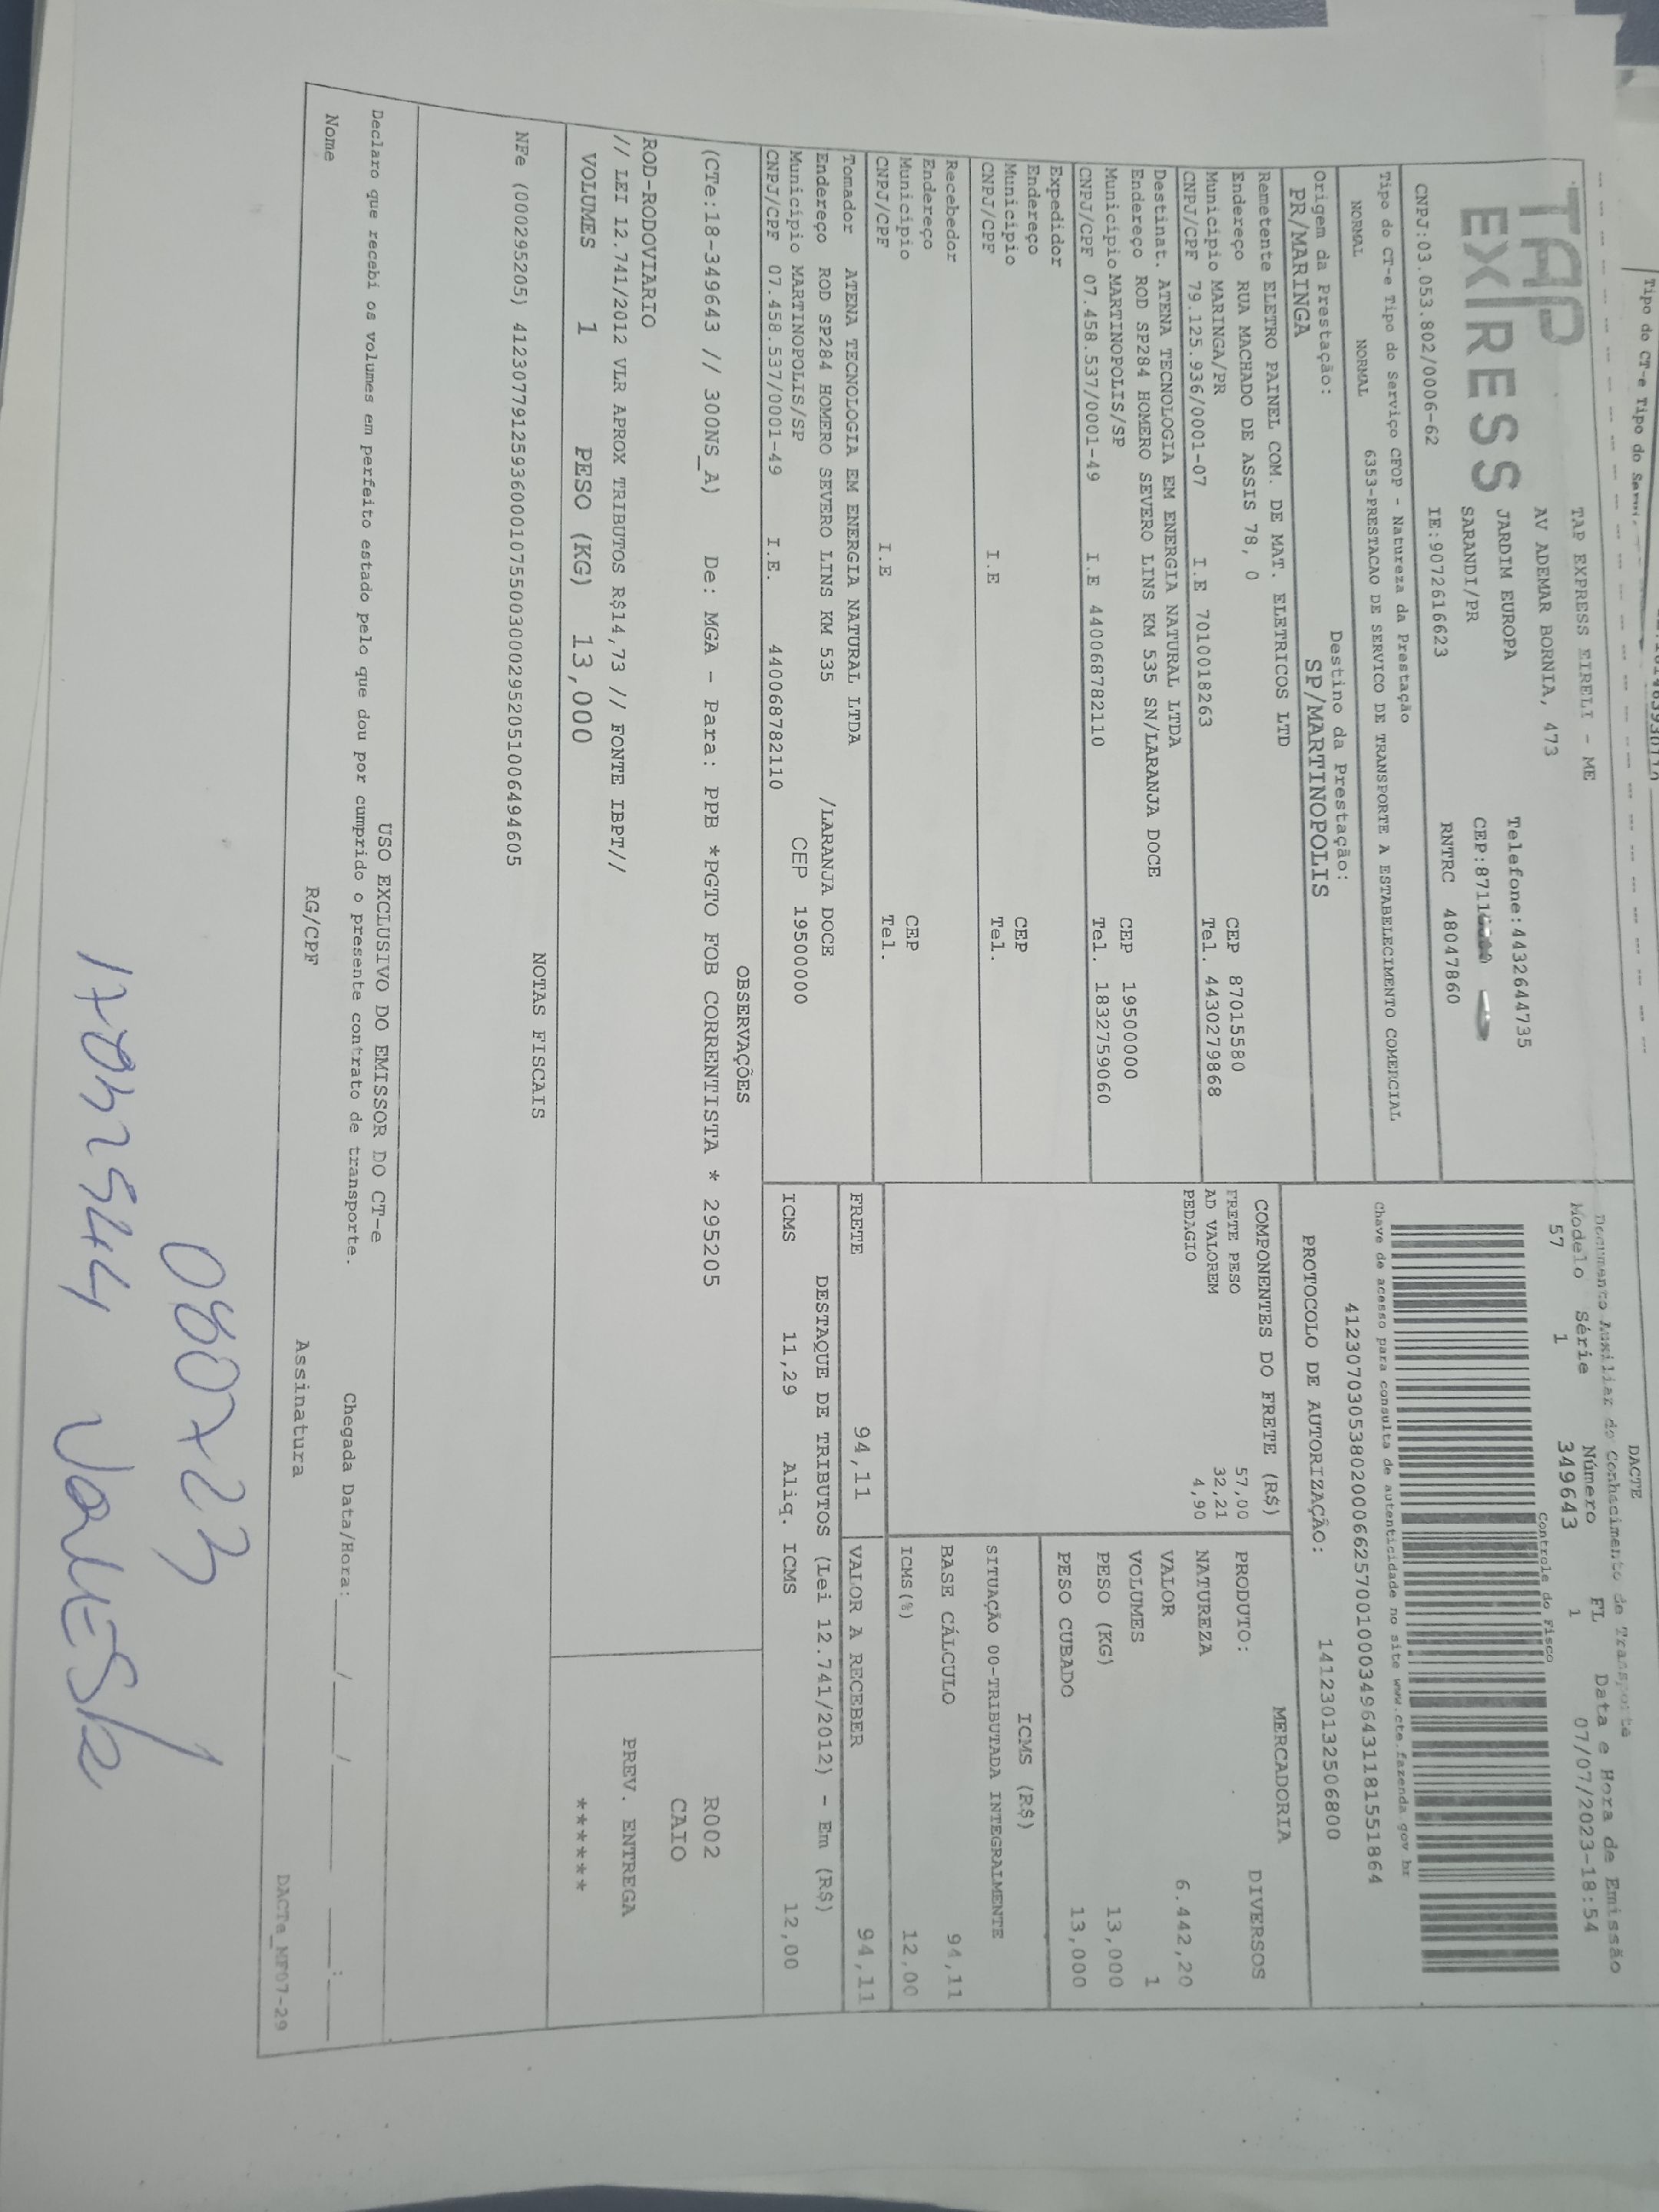 Tipo do CT-e Tipo do
TAP
EXPRESS
TAP EXPRESS EIRELI - ME
AV ADEMAR BORNIA, 473
JARDIM EUROPA
Telefone:4432644735
SARANDI/PR
CNPJ:03.053.802/0006-62 IE:9072616623 RNTRC 48047860
DACTE
Documento Auxiliar do Conhecimento de Transporte
Modelo Série Número FL Data e Hora de Emissão
57 1 349643 1 07/07/2023-18:54
Controle do Fisco
Tipo do CT-e Tipo do Serviço CFOP - Natureza da Prestação
NORMAL NORMAL 6353-PRESTACAO DE SERVICO DE TRANSPORTE A ESTABELECIMENTO COMERCIAL
Chave de acesso para consulta de autenticidade no site www.cte.fazenda.gov.br
41230703053802000662570010003496431181551864
Origem da Prestação: Destino da Prestação:
PR/MARINGA SP/MARTINOPOLIS
PROTOCOLO DE AUTORIZAÇÃO: 141230132506800
Remetente ELETRO PAINEL COM. DE MAT. ELETRICOS LTD
Endereço RUA MACHADO DE ASSIS 78, 0 CEP 87015580
Município MARINGA/PR Tel. 4430279868
CNPJ/CPF 79.125.936/0001-07 I.E 7010018263
Destinat. ATENA TECNOLOGIA EM ENERGIA NATURAL LTDA
Endereço ROD SP284 HOMERO SEVERO LINS KM 535 SN/LARANJA DOCE
Município MARTINOPOLIS/SP CEP 19500000
CNPJ/CPF 07.458.537/0001-49 I.E 440068782110 Tel. 1832759060
Expedidor
Endereço
Município CEP
CNPJ/CPF I.E Tel.
Recebedor
Endereço
Município CEP
CNPJ/CPF I.E Tel.
Tomador ATENA TECNOLOGIA EM ENERGIA NATURAL LTDA
Endereço ROD SP284 HOMERO SEVERO LINS KM 535 /LARANJA DOCE
Município MARTINOPOLIS/SP CEP 19500000
CNPJ/CPF 07.458.537/0001-49 I.E. 440068782110
COMPONENTES DO FRETE (R$)
FRETE PESO 57,00
AD VALOREM 32,21
PEDAGIO 4,90
MERCADORIA
PRODUTO: DIVERSOS
NATUREZA
VALOR 6.442,20
VOLUMES 1
PESO (KG) 13,000
PESO CUBADO 13,000
ICMS (R$)
SITUAÇÃO 00-TRIBUTADA INTEGRALMENTE
BASE CÁLCULO 94,11
ICMS(%) 12,00
FRETE 94,11 VALOR A RECEBER 94,11
DESTAQUE DE TRIBUTOS (Lei 12.741/2012) - Em (R$)
ICMS 11,29 Aliq. ICMS 12,00
OBSERVAÇÕES
(CTe:18-349643 // 300NS_A) De: MGA - Para: PPB *PGTO FOB CORRENTISTA * 295205
R002
CAIO
ROD-RODOVIARIO
// LEI 12.741/2012 VLR APROX TRIBUTOS R$14,73 // FONTE IBPT//
PREV. ENTREGA
VOLUMES 1 PESO (KG) 13,000
******
NOTAS FISCAIS
NFe (000295205) 41230779125936000107550030002952051006494605
USO EXCLUSIVO DO EMISSOR DO CT-e
Declaro que recebi os volumes em perfeito estado pelo que dou por cumprido o presente contrato de transporte.
Chegada Data/Hora:____/____/______ ____:____
Nome RG/CPF Assinatura
DACTe_MF07-29